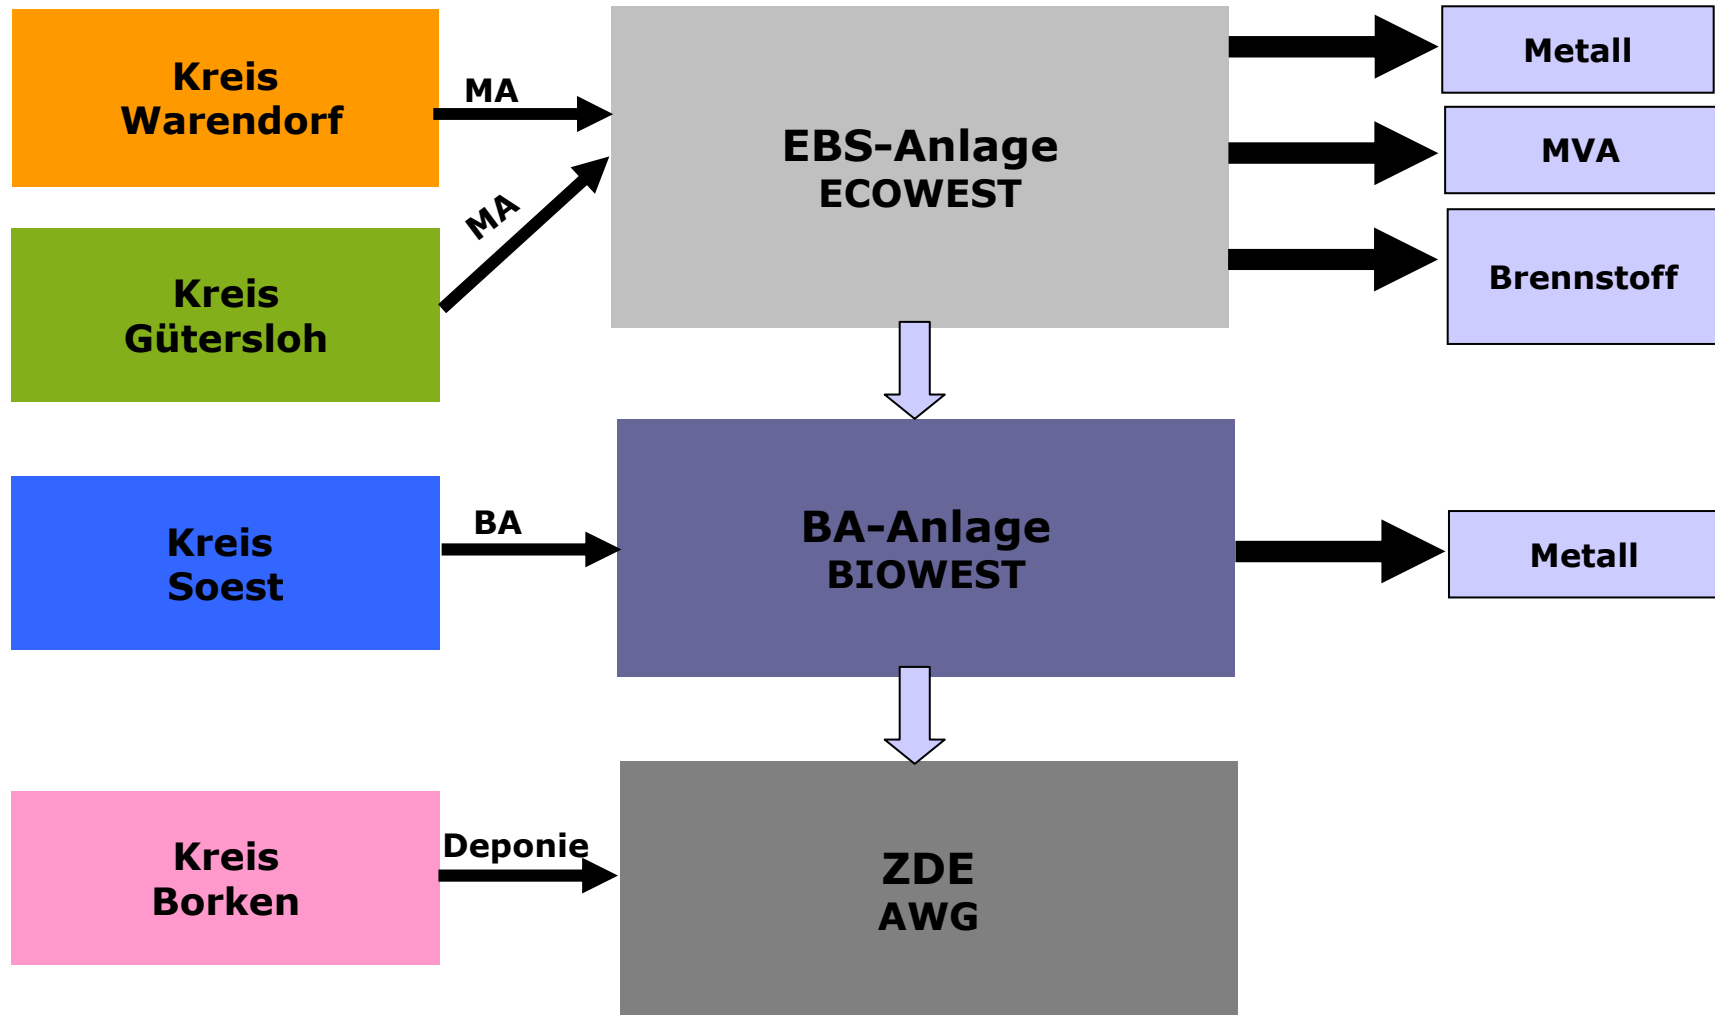 Kreis
Warendorf
MA
EBS-Anlage
ECOWEST
Metall
MVA
Brennstoff
MA
Kreis
Gütersloh
Kreis
Soest
BA
BA-Anlage
BIOWEST
Metall
Kreis
Borken
Deponie
ZDE
AWG